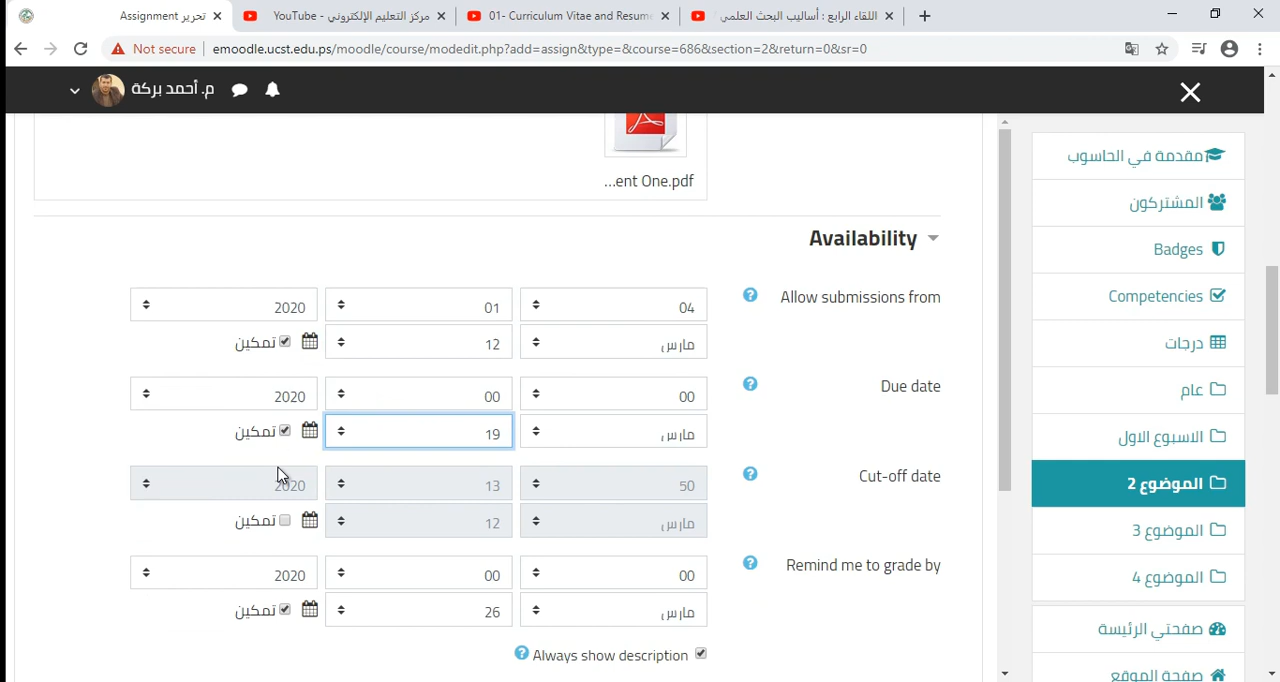 تحرير Assignment
مركز التعليم الإلكتروني - YouTube
01- Curriculum Vitae and Resume
اللقاء الرابع : أساليب البحث العلمي
Not secure
emoodle.ucst.edu.ps/moodle/course/modedit.php?add=assign&type=&course=686&section=2&return=0&sr=0
م. أحمد بركة
...ent One.pdf
Availability
Allow submissions from
04 01 2020
مارس 12 تمكين
Due date
00 00 2020
مارس 19 تمكين
Cut-off date
50 13 2020
مارس 12 تمكين
Remind me to grade by
00 00 2020
مارس 26 تمكين
Always show description
مقدمة في الحاسوب
المشتركون
Badges
Competencies
درجات
عام
الاسبوع الاول
الموضوع 2
الموضوع 3
الموضوع 4
صفحتي الرئيسة
صفحة الموقع